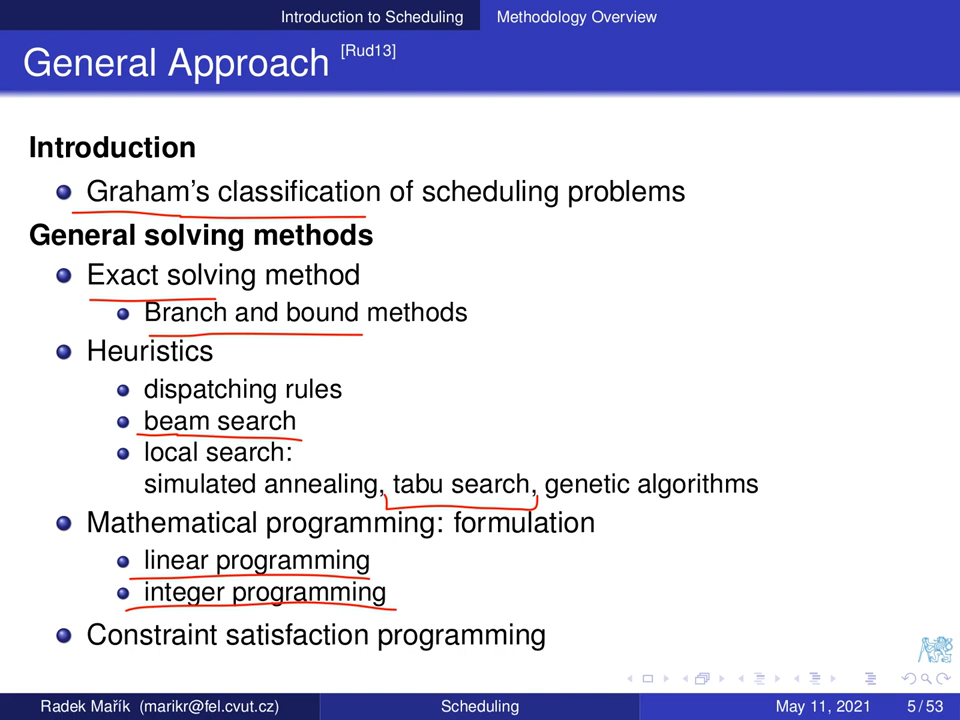 Introduction to Scheduling
Methodology Overview
General Approach [Rud13]
Introduction
Graham's classification of scheduling problems
General solving methods
Exact solving method
Branch and bound methods
Heuristics
dispatching rules
beam search
local search:
simulated annealing, tabu search, genetic algorithms
Mathematical programming: formulation
linear programming
integer programming
Constraint satisfaction programming
Radek Mařík (marikr@fel.cvut.cz)
Scheduling
May 11, 2021
5 / 53